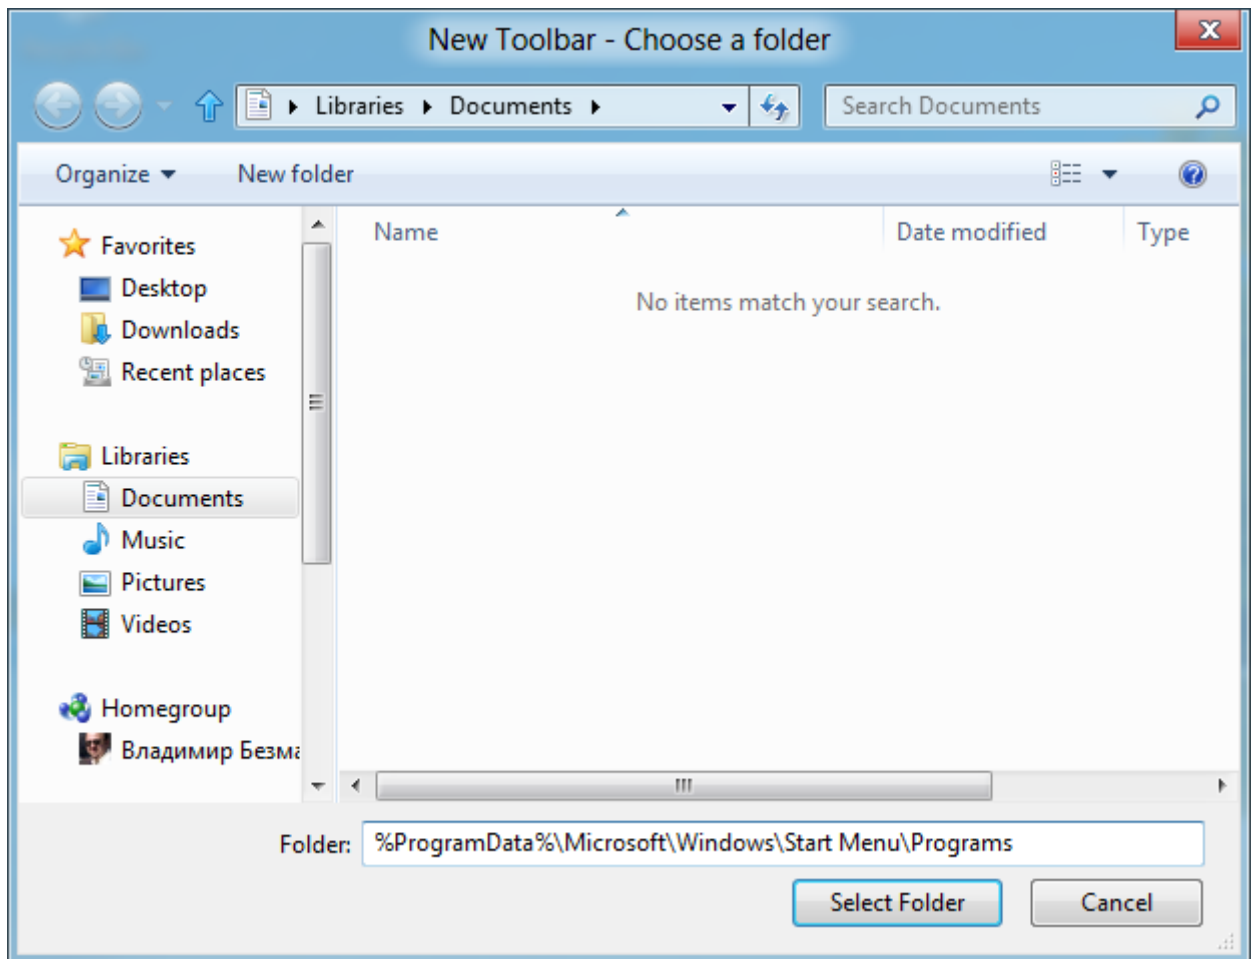 New Toolbar - Choose a folder
x
Libraries Documents
Search Documents
Organize New folder
Name Date modified Type
No items match your search.
Favorites
Desktop
Downloads
Recent places
Libraries
Documents
Music
Pictures
Videos
Homegroup
Владимир Безма
Folder: %ProgramData%\Microsoft\Windows\Start Menu\Programs
Select Folder Cancel